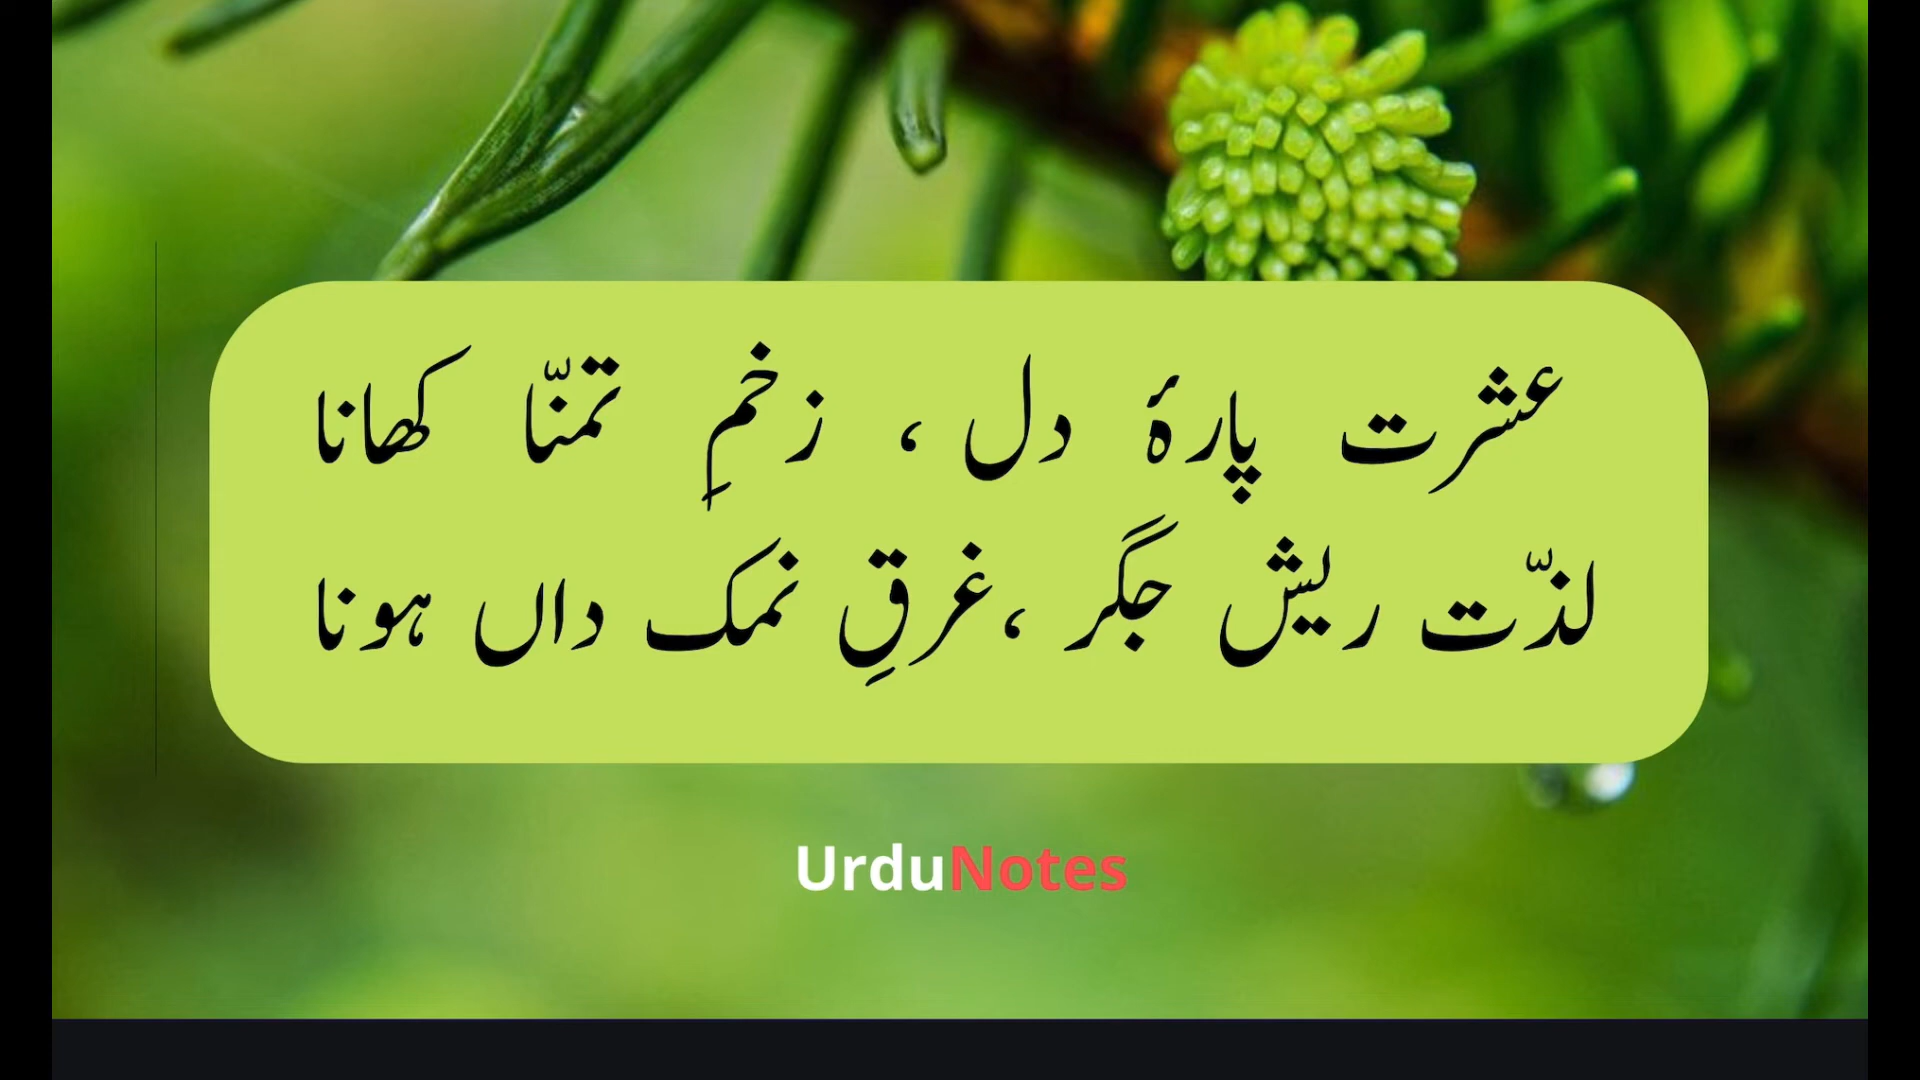 عشرت پارۂ دل ، زخمِ تمنّا کھانا
لذّت ریش جگر ،غرقِ نمک داں ہونا
UrduNotes